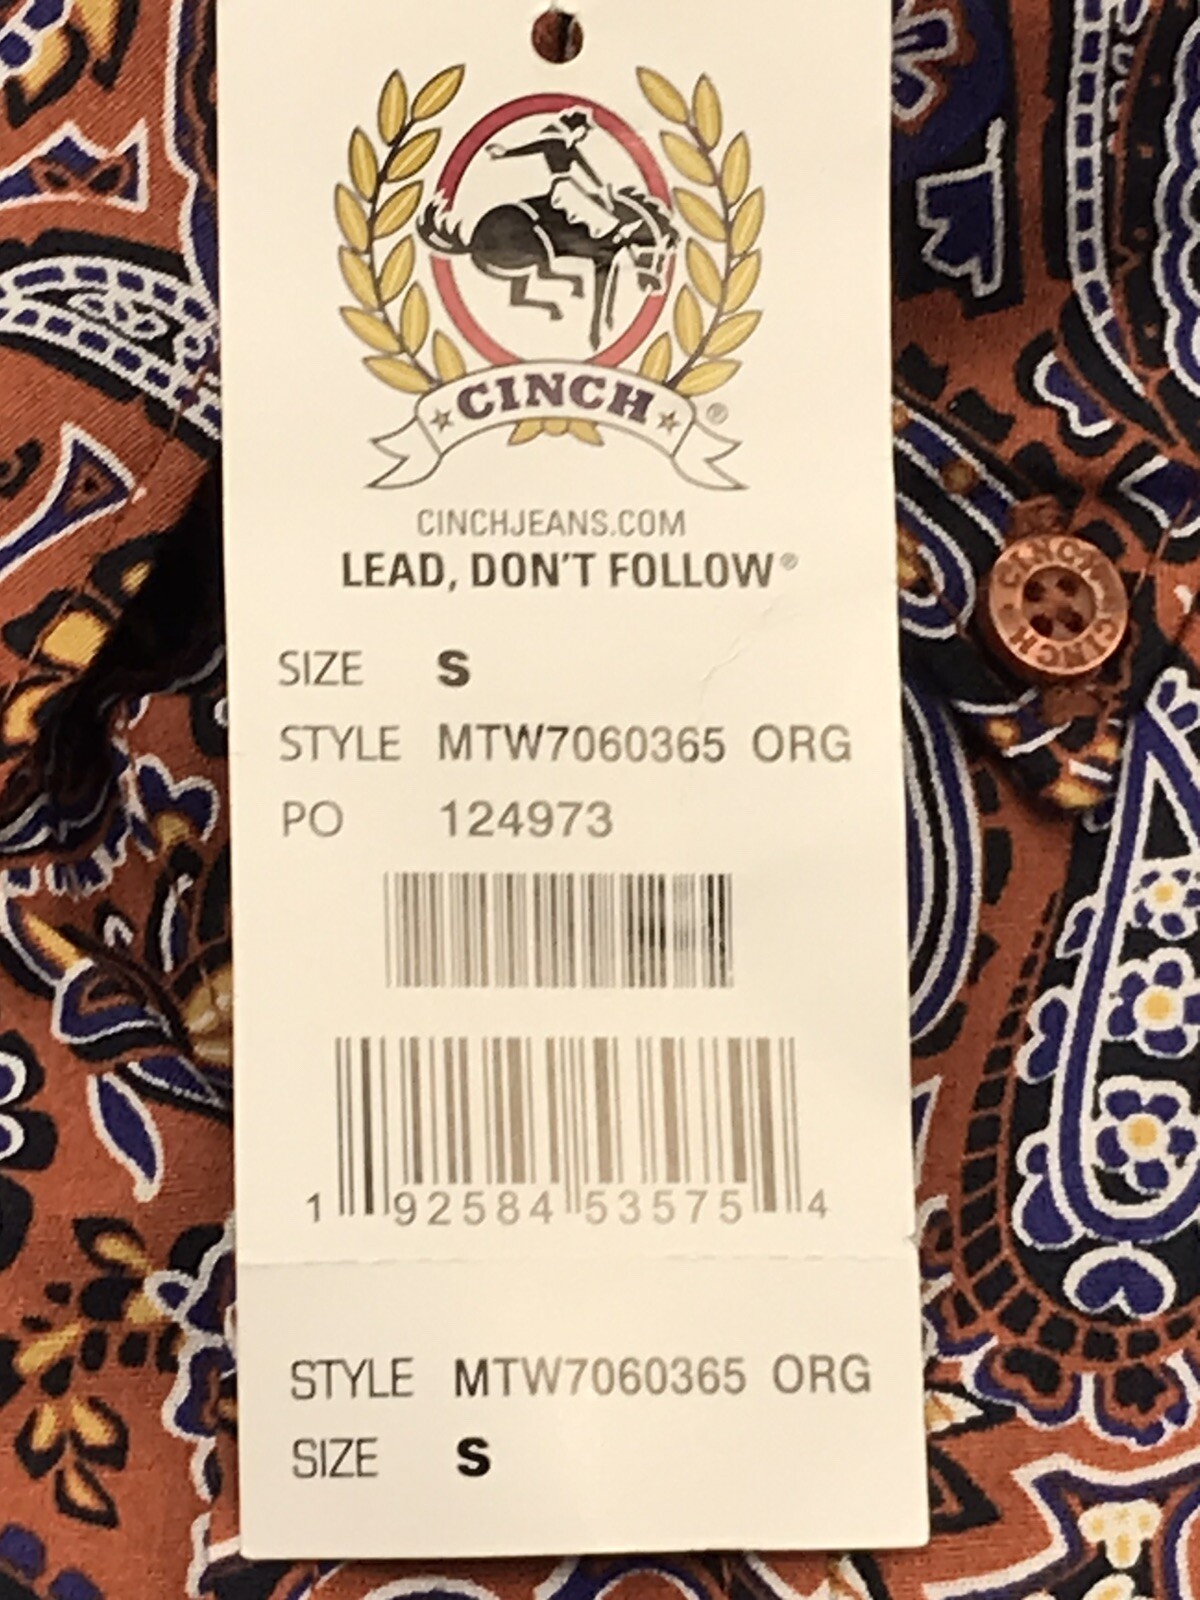 CINCH ®
CINCHJEANS.COM
LEAD, DON'T FOLLOW®
SIZE S
STYLE MTW7060365 ORG
PO 124973
1 92584 53575 4
STYLE MTW7060365 ORG
SIZE S
CINCH CINCH